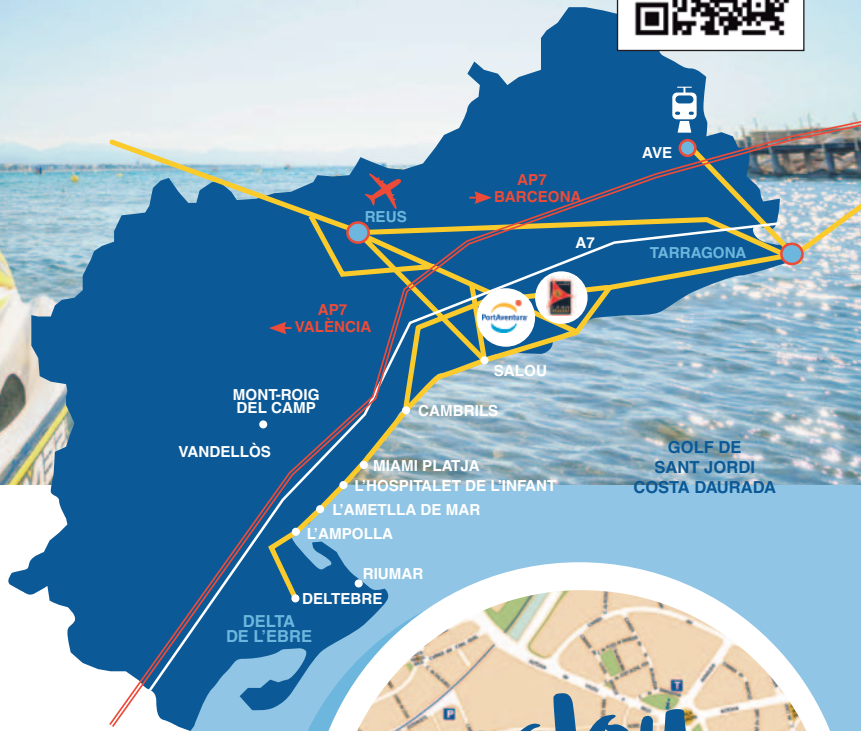 AVE
AP7
BARCEONA
REUS
A7
TARRAGONA
AP7
VALÈNCIA
PortAventura
SALOU
MONT-ROIG
DEL CAMP
CAMBRILS
VANDELLÒS
GOLF DE
SANT JORDI
COSTA DAURADA
MIAMI PLATJA
L'HOSPITALET DE L'INFANT
L'AMETLLA DE MAR
L'AMPOLLA
RIUMAR
DELTEBRE
DELTA
DE L'EBRE
T
P